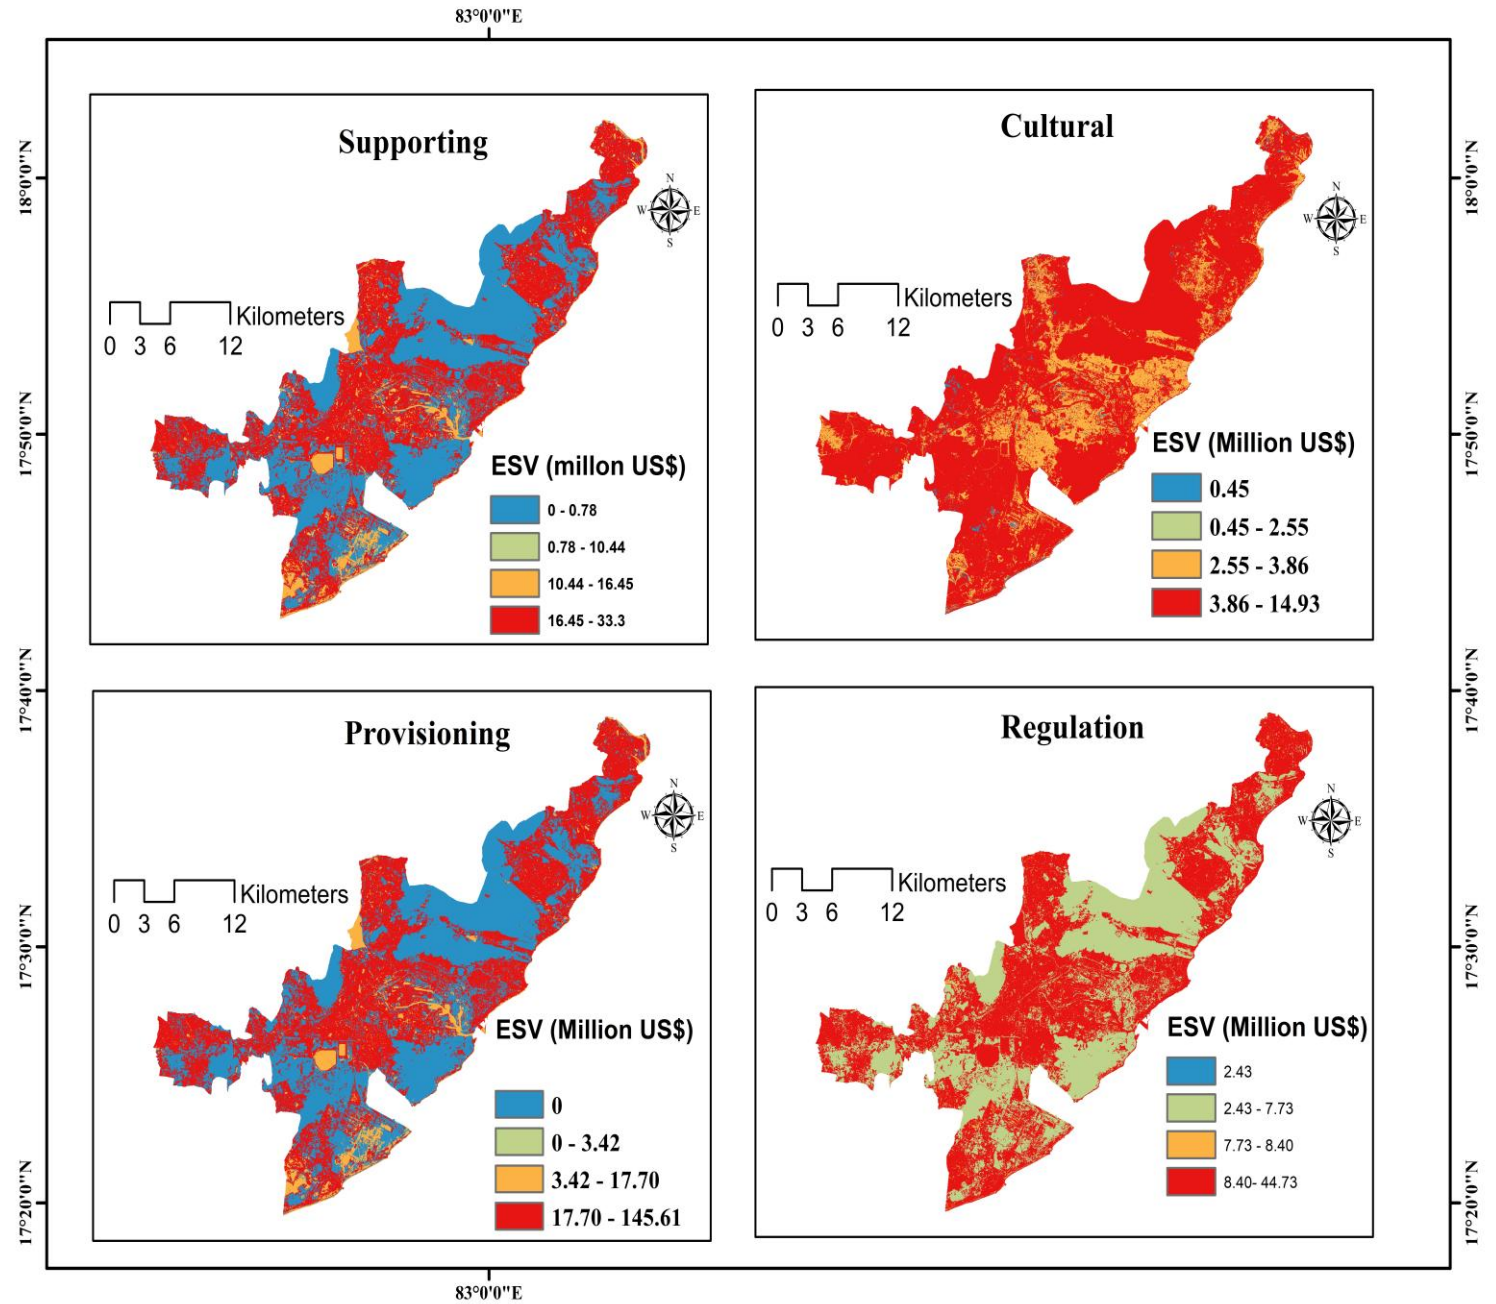 83°0'0"E
18°0'0"N
17°50'0"N
17°40'0"N
17°30'0"N
17°20'0"N
Supporting
N
W E
S
Kilometers
0 3 6 12
ESV (millon US$)
0 - 0.78
0.78 - 10.44
10.44 - 16.45
16.45 - 33.3
Cultural
N
W E
S
Kilometers
0 3 6 12
ESV (Million US$)
0.45
0.45 - 2.55
2.55 - 3.86
3.86 - 14.93
Provisioning
N
W E
S
Kilometers
0 3 6 12
ESV (Million US$)
0
0 - 3.42
3.42 - 17.70
17.70 - 145.61
Regulation
N
W E
S
Kilometers
0 3 6 12
ESV (Million US$)
2.43
2.43 - 7.73
7.73 - 8.40
8.40- 44.73
18°0'0"N
17°50'0"N
17°40'0"N
17°30'0"N
17°20'0"N
83°0'0"E